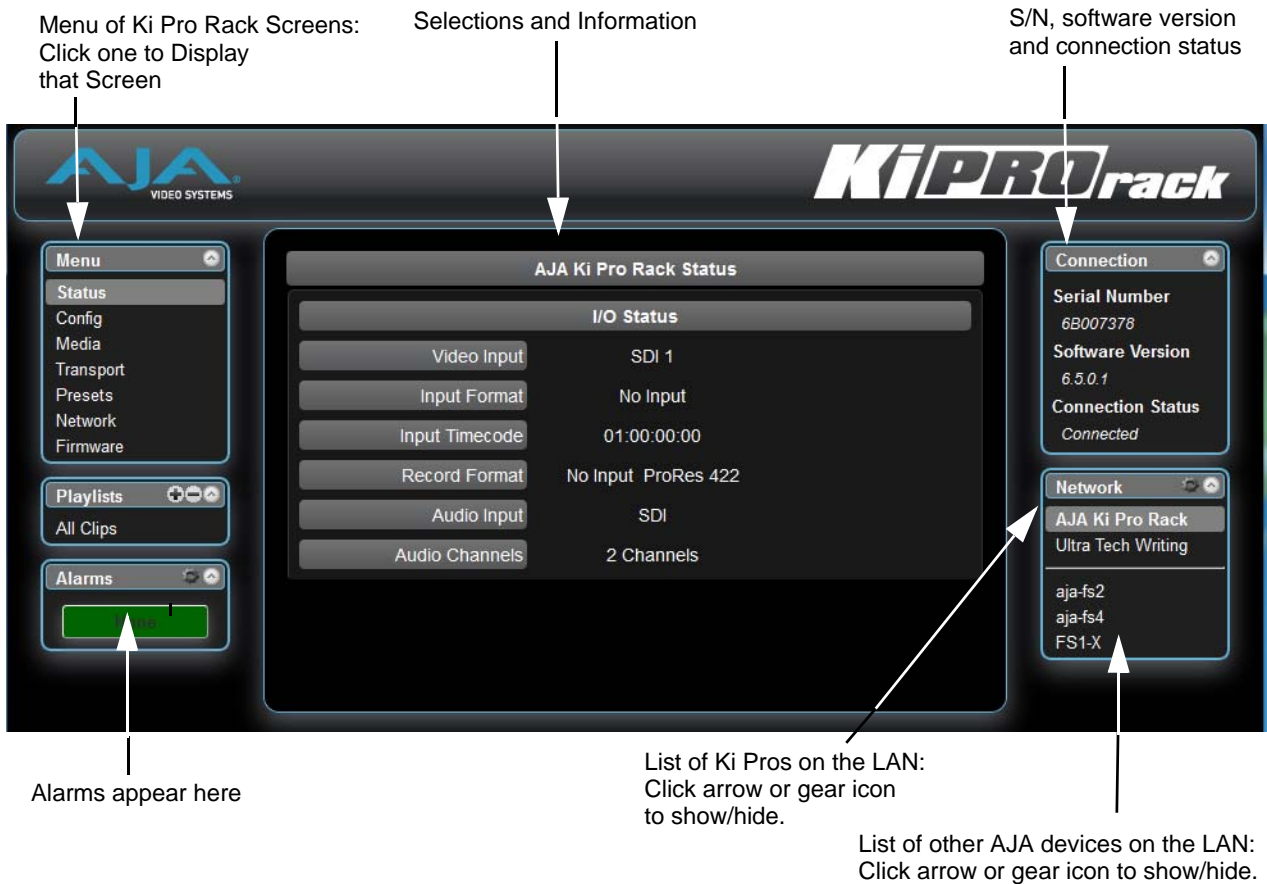 Menu of Ki Pro Rack Screens:
Click one to Display
that Screen
Selections and Information
S/N, software version
and connection status
AJA®
VIDEO SYSTEMS
KiPROrack
Menu
Status
Config
Media
Transport
Presets
Network
Firmware
Playlists
All Clips
Alarms
None
AJA Ki Pro Rack Status
I/O Status
Video Input SDI 1
Input Format No Input
Input Timecode 01:00:00:00
Record Format No Input ProRes 422
Audio Input SDI
Audio Channels 2 Channels
Connection
Serial Number
6B007378
Software Version
6.5.0.1
Connection Status
Connected
Network
AJA Ki Pro Rack
Ultra Tech Writing
aja-fs2
aja-fs4
FS1-X
Alarms appear here
List of Ki Pros on the LAN:
Click arrow or gear icon
to show/hide.
List of other AJA devices on the LAN:
Click arrow or gear icon to show/hide.